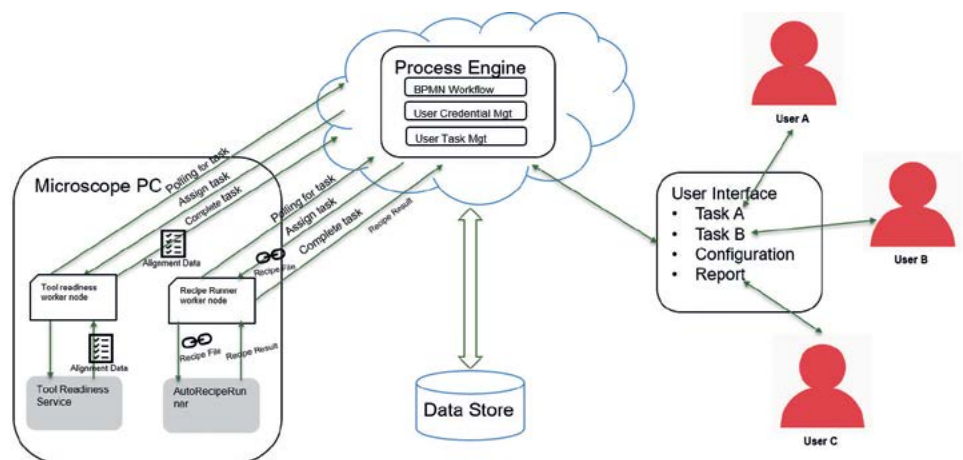 Process Engine
BPMN Workflow
User Credential Mgt
User Task Mgt
User A
Microscope PC
Polling for task
Assign task
Complete task
Alignment Data
Polling for task
Assign task
Complete task
Recipe Result
Recipe File
Tool readiness
worker node
Recipe Runner
worker node
Alignment Data
Recipe File
Recipe Result
Tool Readiness
Service
AutoRecipeRun
ner
Data Store
User Interface
• Task A
• Task B
• Configuration
• Report
User B
User C